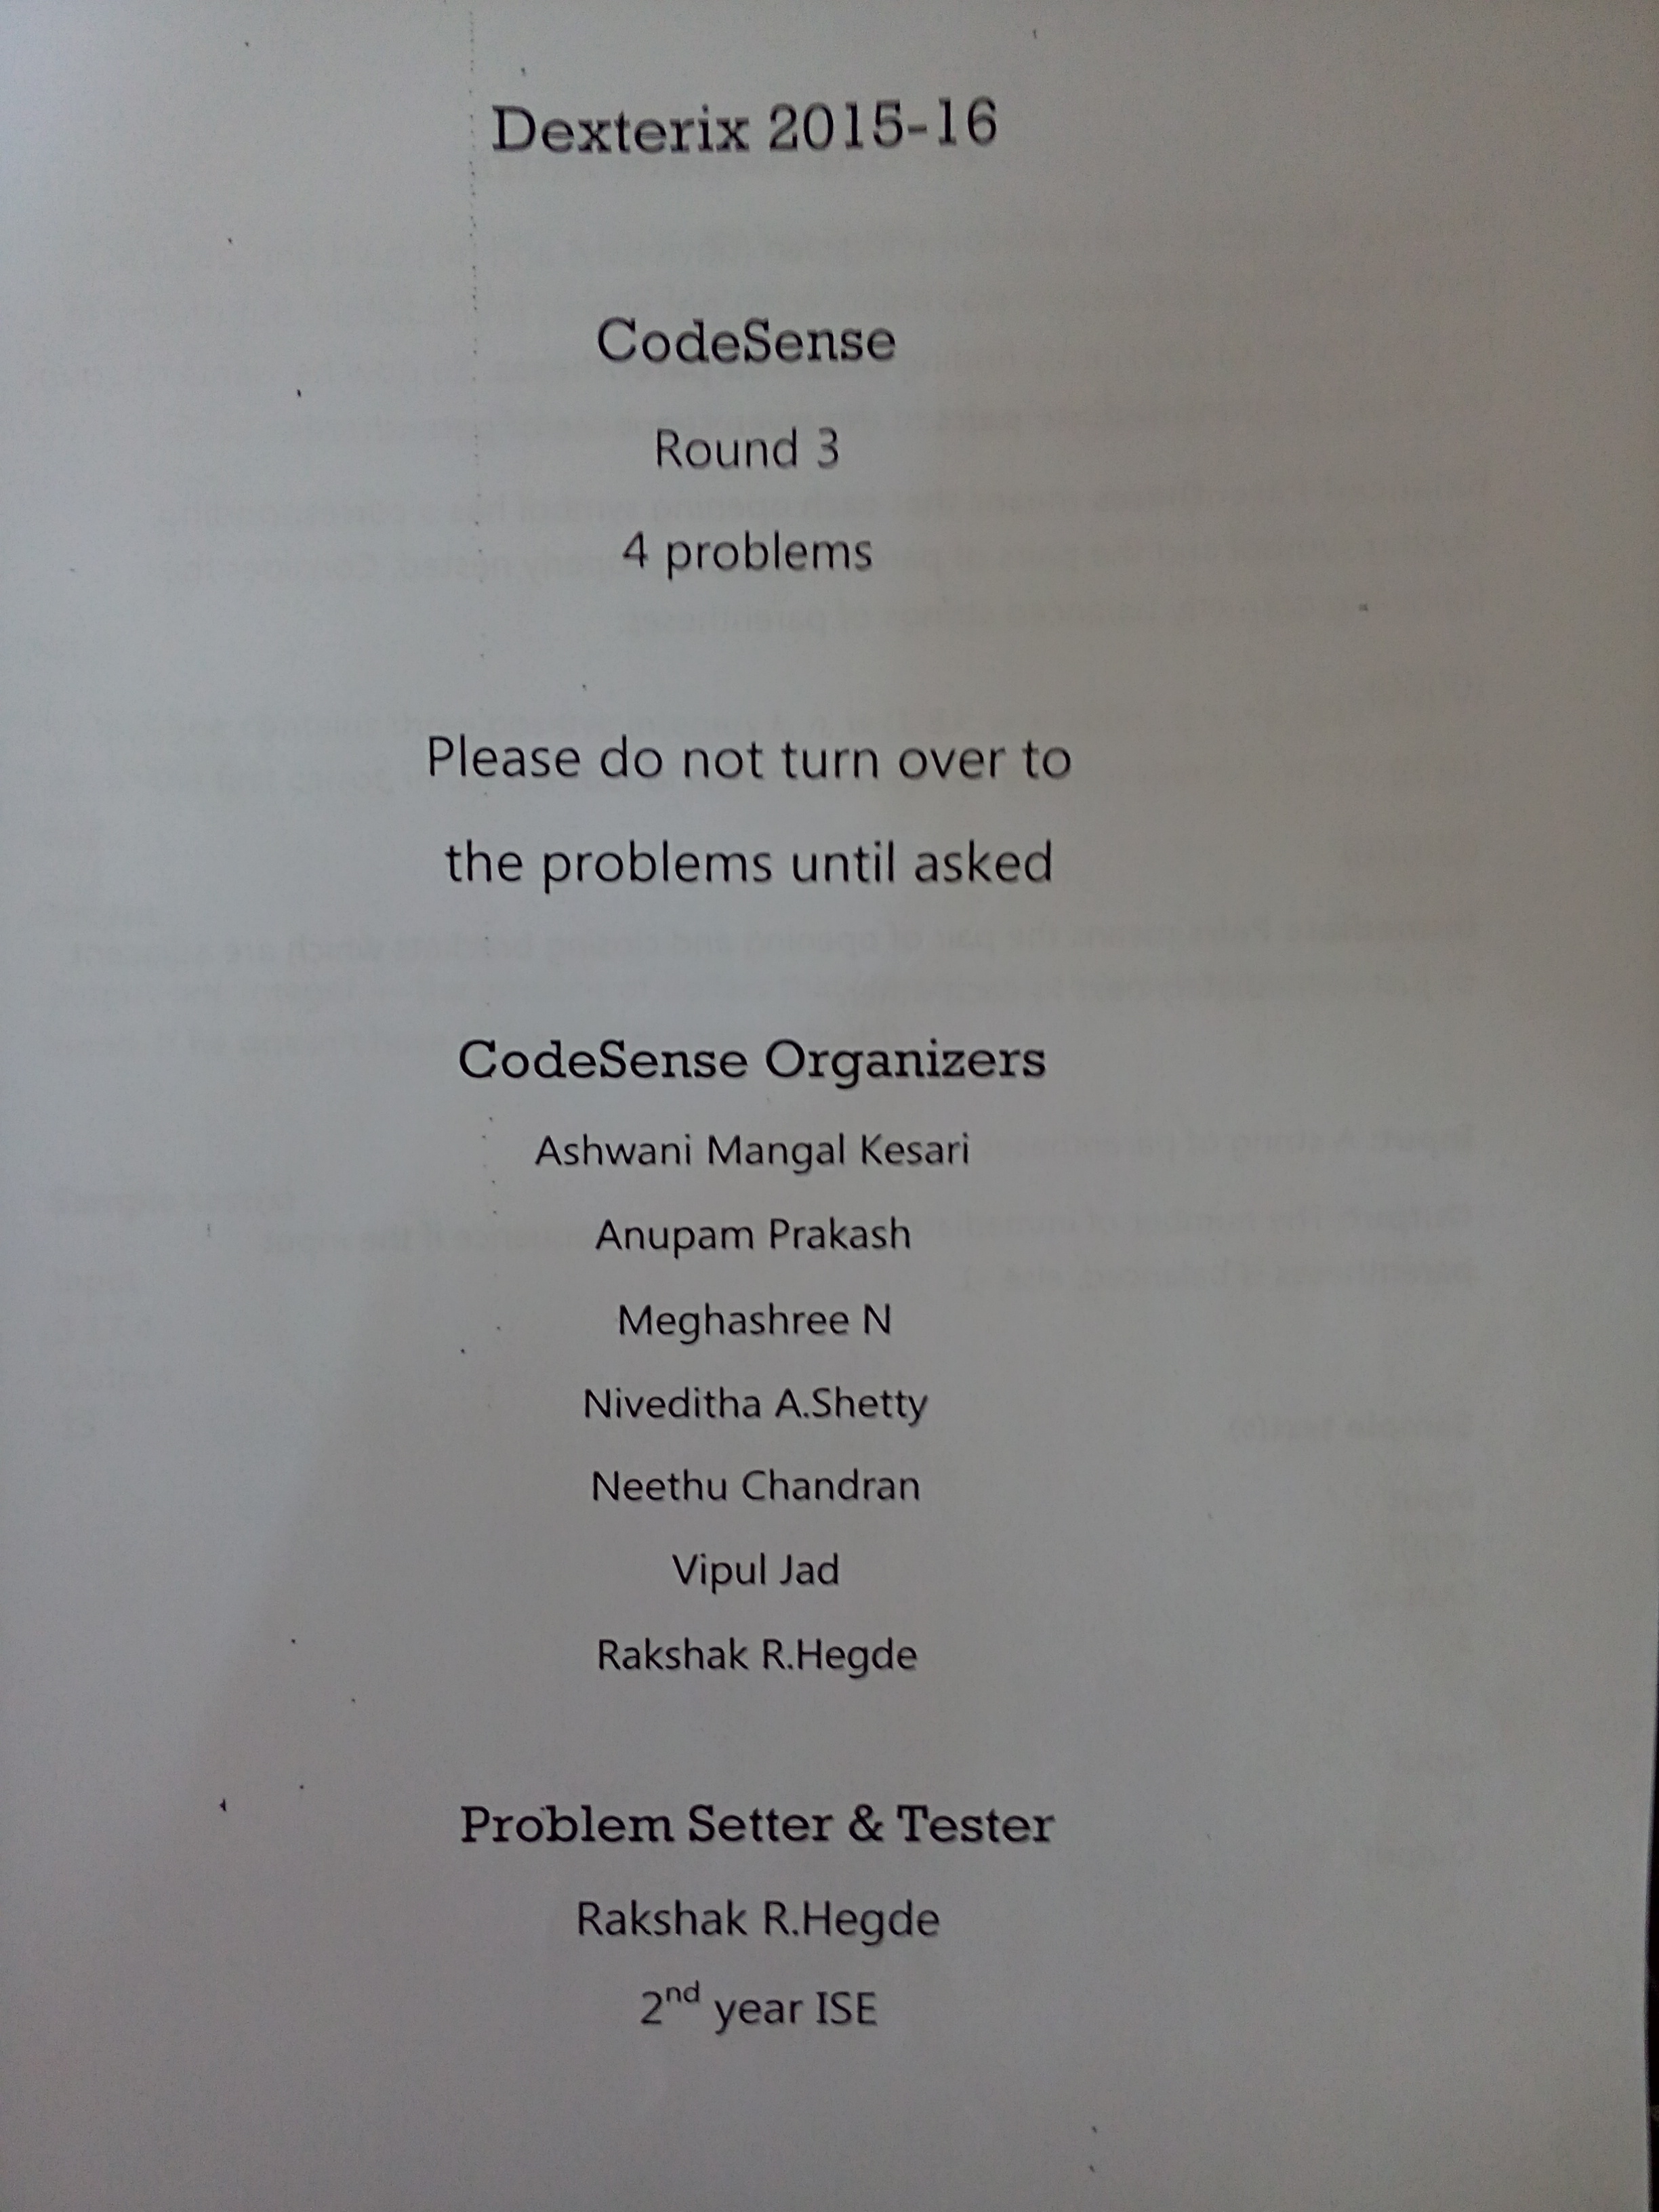 Dexterix 2015-16
CodeSense
Round 3
4 problems
Please do not turn over to
the problems until asked
CodeSense Organizers
Ashwani Mangal Kesari
Anupam Prakash
Meghashree N
Niveditha A.Shetty
Neethu Chandran
Vipul Jad
Rakshak R.Hegde
Problem Setter & Tester
Rakshak R.Hegde
2nd year ISE